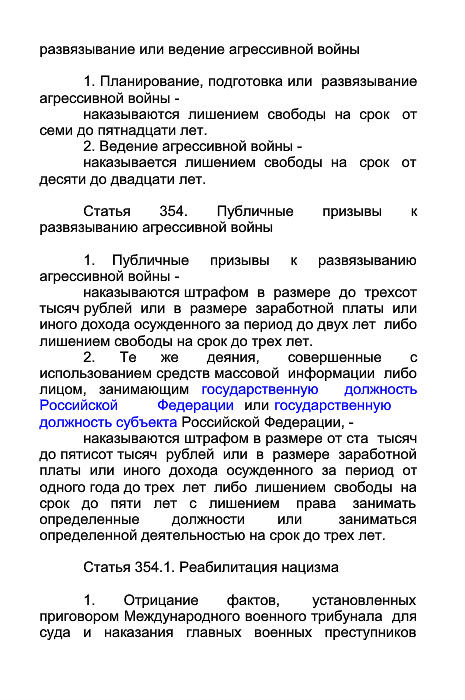 развязывание или ведение агрессивной войны
1. Планирование, подготовка или развязывание
агрессивной войны -
наказываются лишением свободы на срок от
семи до пятнадцати лет.
2. Ведение агрессивной войны -
наказывается лишением свободы на срок от
десяти до двадцати лет.
Статья 354. Публичные призывы к
развязыванию агрессивной войны
1. Публичные призывы к развязыванию
агрессивной войны -
наказываются штрафом в размере до трехсот
тысяч рублей или в размере заработной платы или
иного дохода осужденного за период до двух лет либо
лишением свободы на срок до трех лет.
2. Те же деяния, совершенные с
использованием средств массовой информации либо
лицом, занимающим государственную должность
Российской Федерации или государственную
должность субъекта Российской Федерации, -
наказываются штрафом в размере от ста тысяч
до пятисот тысяч рублей или в размере заработной
платы или иного дохода осужденного за период от
одного года до трех лет либо лишением свободы на
срок до пяти лет с лишением права занимать
определенные должности или заниматься
определенной деятельностью на срок до трех лет.
Статья 354.1. Реабилитация нацизма
1. Отрицание фактов, установленных
приговором Международного военного трибунала для
суда и наказания главных военных преступников